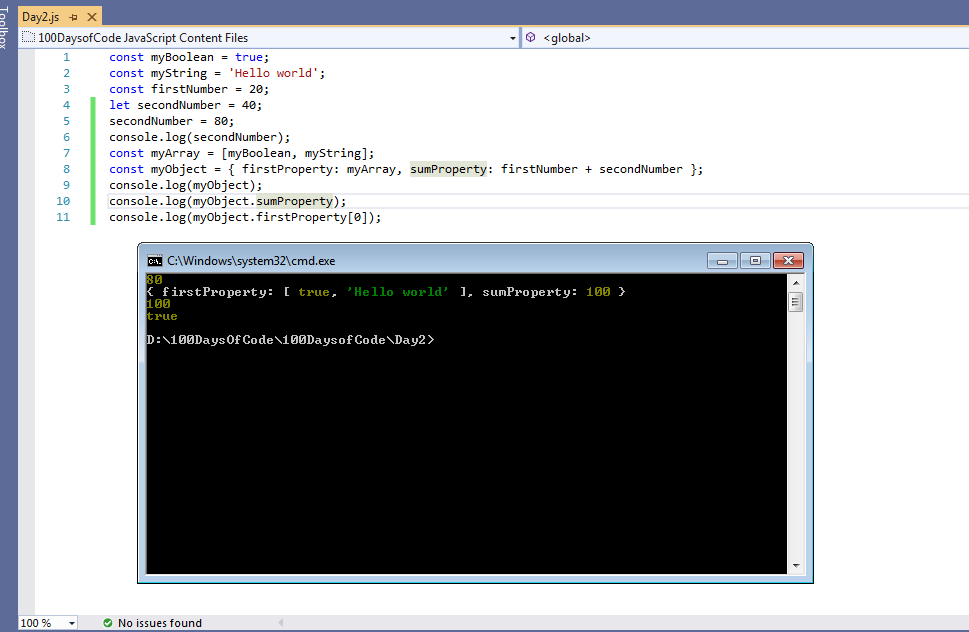 Toolbox
Day2.js
100DaysofCode JavaScript Content Files
<global>
1 const myBoolean = true;
2 const myString = 'Hello world';
3 const firstNumber = 20;
4 let secondNumber = 40;
5 secondNumber = 80;
6 console.log(secondNumber);
7 const myArray = [myBoolean, myString];
8 const myObject = { firstProperty: myArray, sumProperty: firstNumber + secondNumber };
9 console.log(myObject);
10 console.log(myObject.sumProperty);
11 console.log(myObject.firstProperty[0]);
C:\Windows\system32\cmd.exe
80
{ firstProperty: [ true, 'Hello world' ], sumProperty: 100 }
100
true
D:\100DaysOfCode\100DaysofCode\Day2>
100 %
No issues found